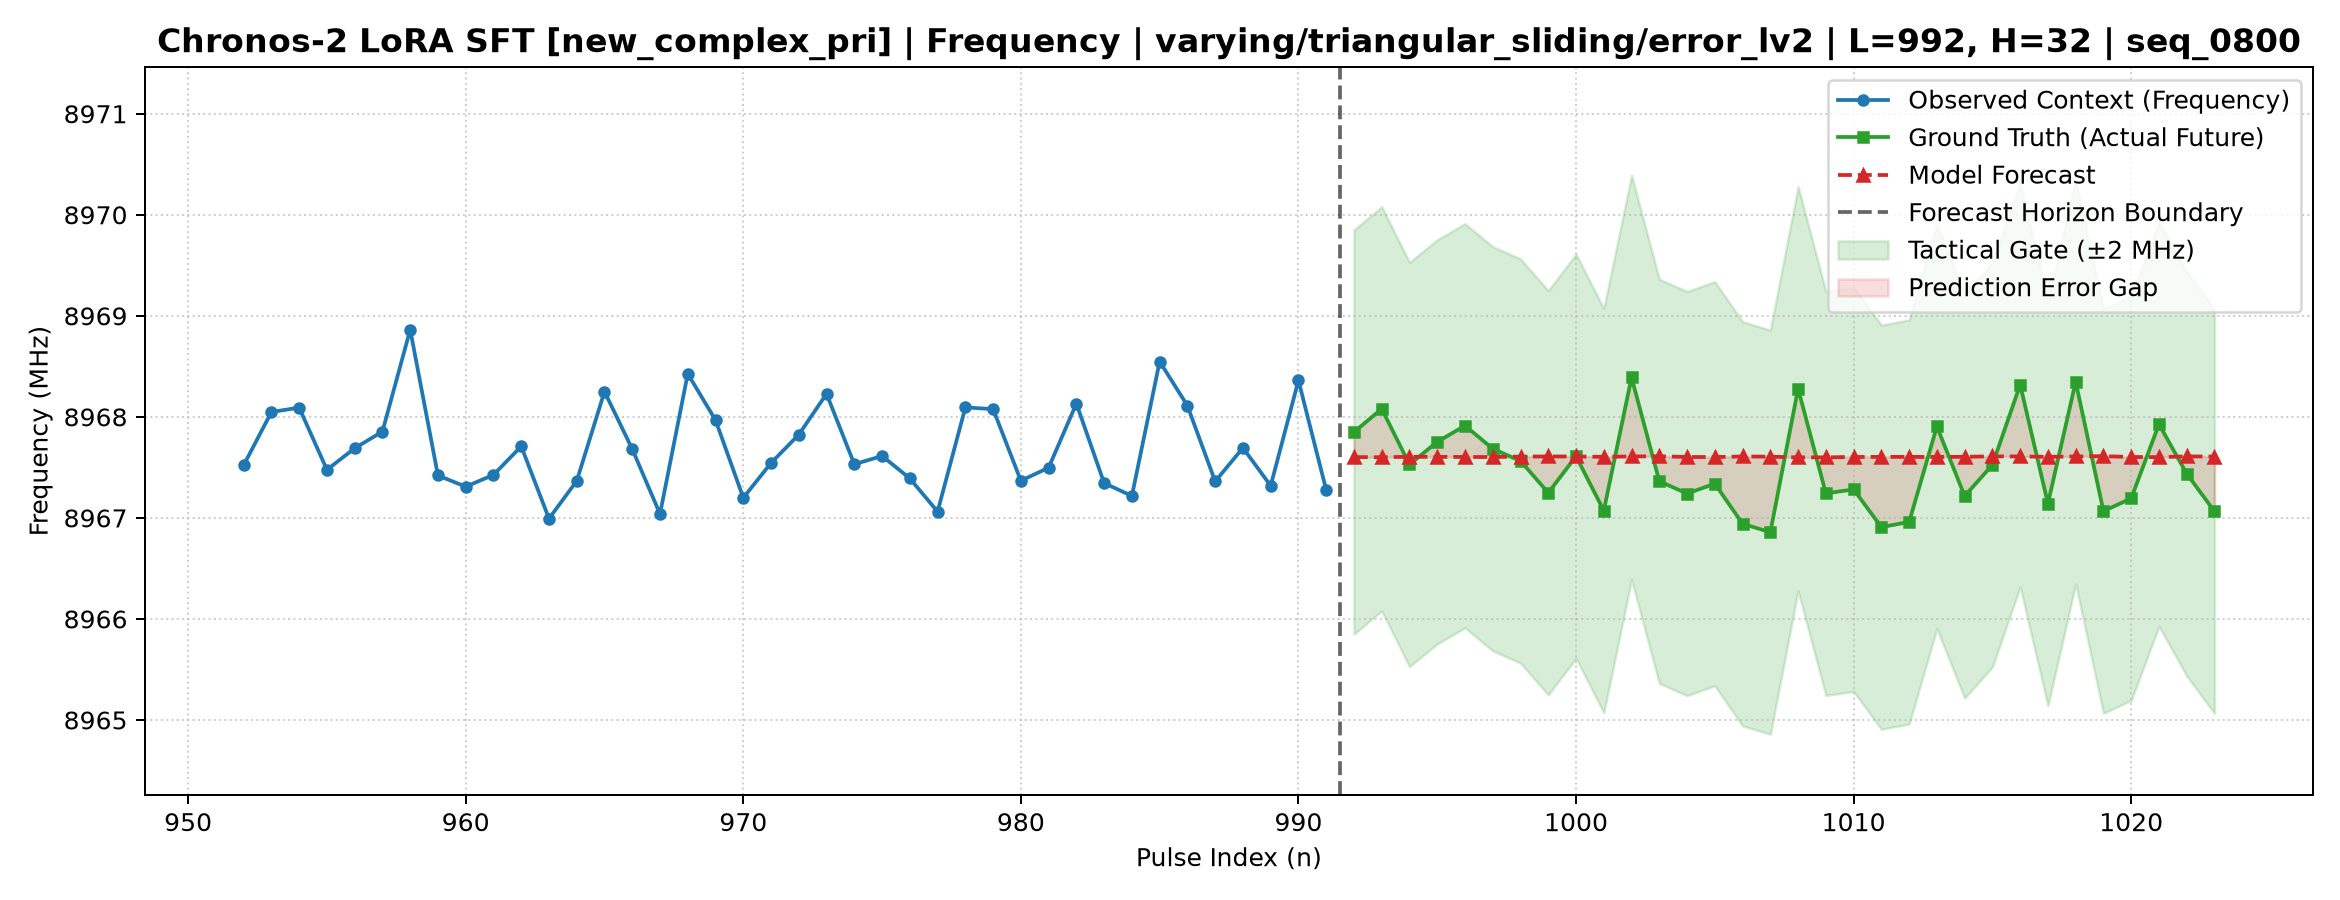 Chronos-2 LoRA SFT [new_complex_pri] | Frequency | varying/triangular_sliding/error_lv2 | L=992, H=32 | seq_0800
Frequency (MHz)
8971
8970
8969
8968
8967
8966
8965
Observed Context (Frequency)
Ground Truth (Actual Future)
Model Forecast
Forecast Horizon Boundary
Tactical Gate (±2 MHz)
Prediction Error Gap
950 960 970 980 990 1000 1010 1020
Pulse Index (n)